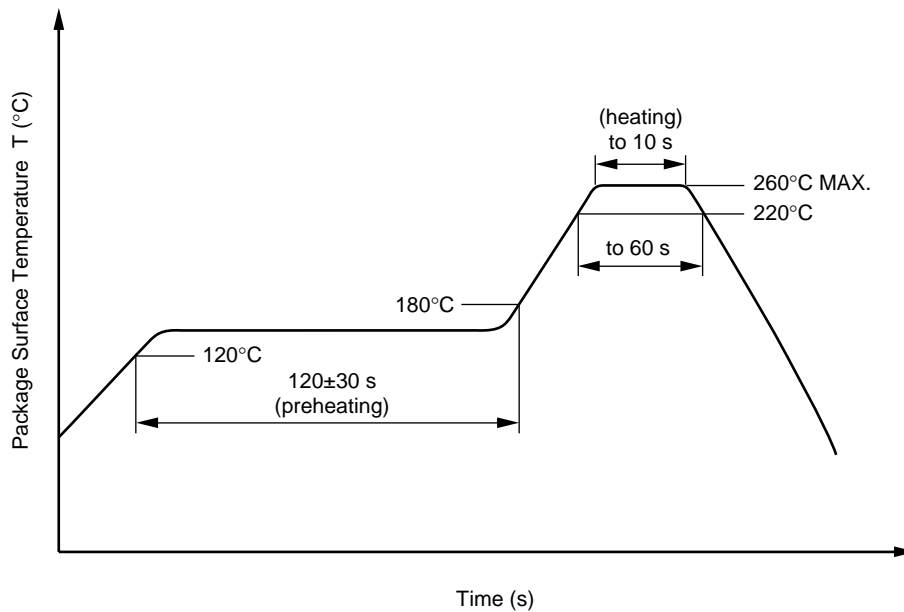 Package Surface Temperature T (°C)
(heating)
to 10 s
260°C MAX.
220°C
to 60 s
180°C
120°C
120±30 s
(preheating)
Time (s)